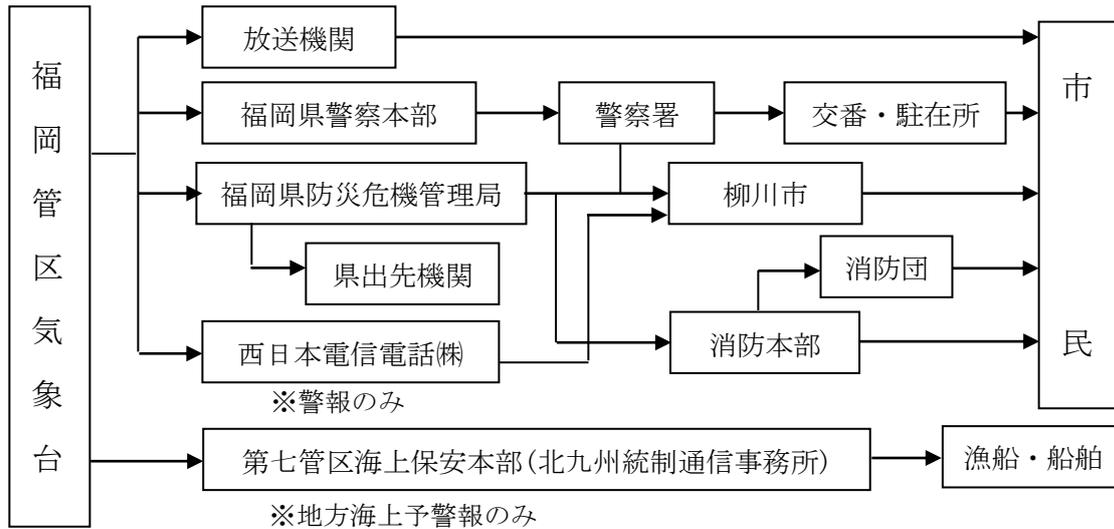 福岡管区気象台
放送機関
市民
福岡県警察本部
警察署
交番・駐在所
福岡県防災危機管理局
柳川市
県出先機関
消防団
西日本電信電話㈱
消防本部
※警報のみ
第七管区海上保安本部(北九州統制通信事務所)
漁船・船舶
※地方海上予警報のみ